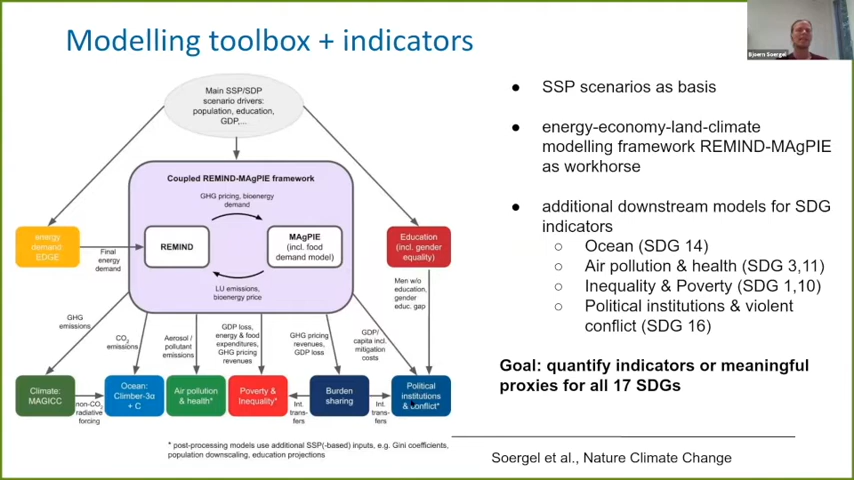 Modelling toolbox + indicators
Bjoern Soergel
Main SSP/SDP
scenario drivers:
population, education,
GDP,...
Coupled REMIND-MAgPIE framework
GHG pricing, bioenergy
demand
REMIND
MAgPIE
(incl. food
demand model)
LU emissions,
bioenergy price
energy
demand:
EDGE
Final
energy
demand
Education
(incl. gender
equality)
Men w/o
education,
gender
educ. gap
GHG
emissions
CO2
emissions
Aerosol /
pollutant
emissions
GDP loss,
energy & food
expenditures,
GHG pricing
revenues
GHG pricing
revenues,
GDP loss
GDP/
capita incl.
mitigation
costs
Climate:
MAGICC
non-CO2
radiative
forcing
Ocean:
Climber-3α
+ C
Air pollution
& health*
Poverty &
Inequality*
Int.
trans-
fers
Burden
sharing
Int.
trans-
fers
Political
institutions
& conflict*
* post-processing models use additional SSP(-based) inputs, e.g. Gini coefficients,
population downscaling, education projections
● SSP scenarios as basis
● energy-economy-land-climate
modelling framework REMIND-MAgPIE
as workhorse
● additional downstream models for SDG
indicators
○ Ocean (SDG 14)
○ Air pollution & health (SDG 3,11)
○ Inequality & Poverty (SDG 1,10)
○ Political institutions & violent
conflict (SDG 16)
Goal: quantify indicators or meaningful
proxies for all 17 SDGs
Soergel et al., Nature Climate Change